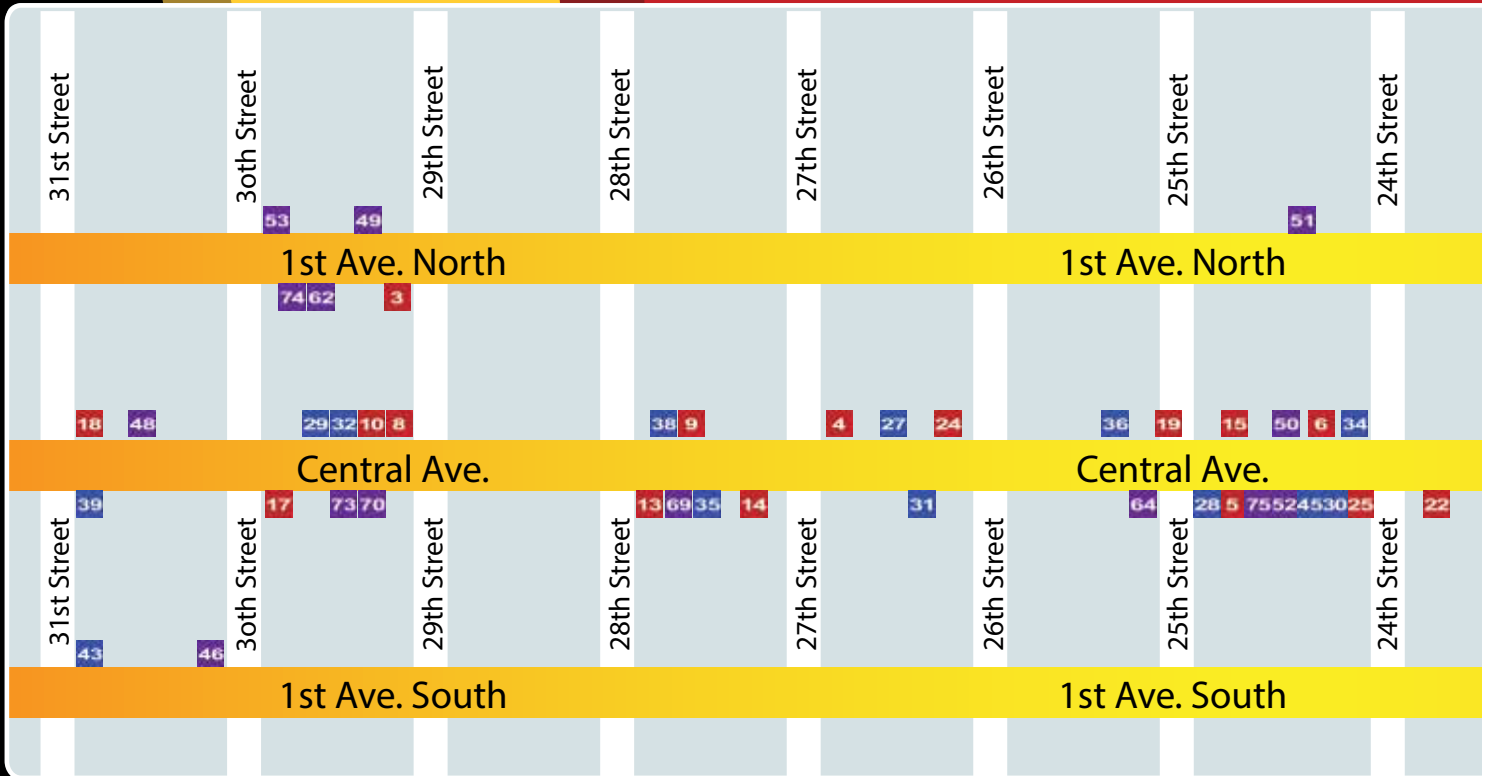 31st Street
3oth Street
29th Street
28th Street
27th Street
26th Street
25th Street
24th Street
53 49 51
1st Ave. North 1st Ave. North
74 62 3
18 48 29 32 10 8 38 9 4 27 24 36 19 15 50 6 34
Central Ave. Central Ave.
39 17 73 70 13 69 35 14 31 64 28 5 75 52 45 30 25 22
31st Street
3oth Street
29th Street
28th Street
27th Street
26th Street
25th Street
24th Street
43 46
1st Ave. South 1st Ave. South